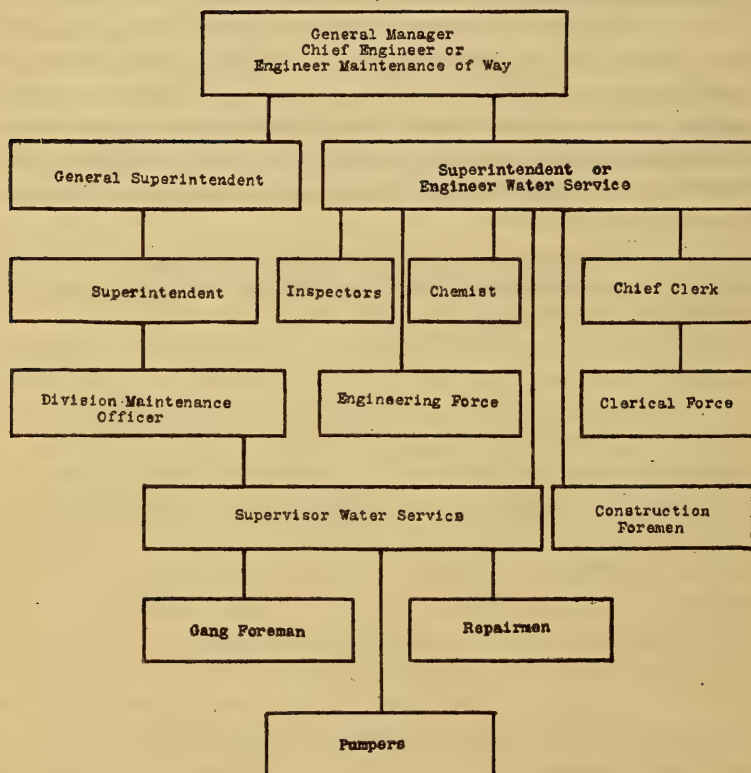 General Manager
Chief Engineer or
Engineer Maintenance of Way
General Superintendent
Superintendent or
Engineer Water Service
Superintendent
Inspectors
Chemist
Chief Clerk
Division Maintenance
Officer
Engineering Force
Clerical Force
Supervisor Water Service
Construction
Foremen
Gang Foreman
Repairmen
Pumpers